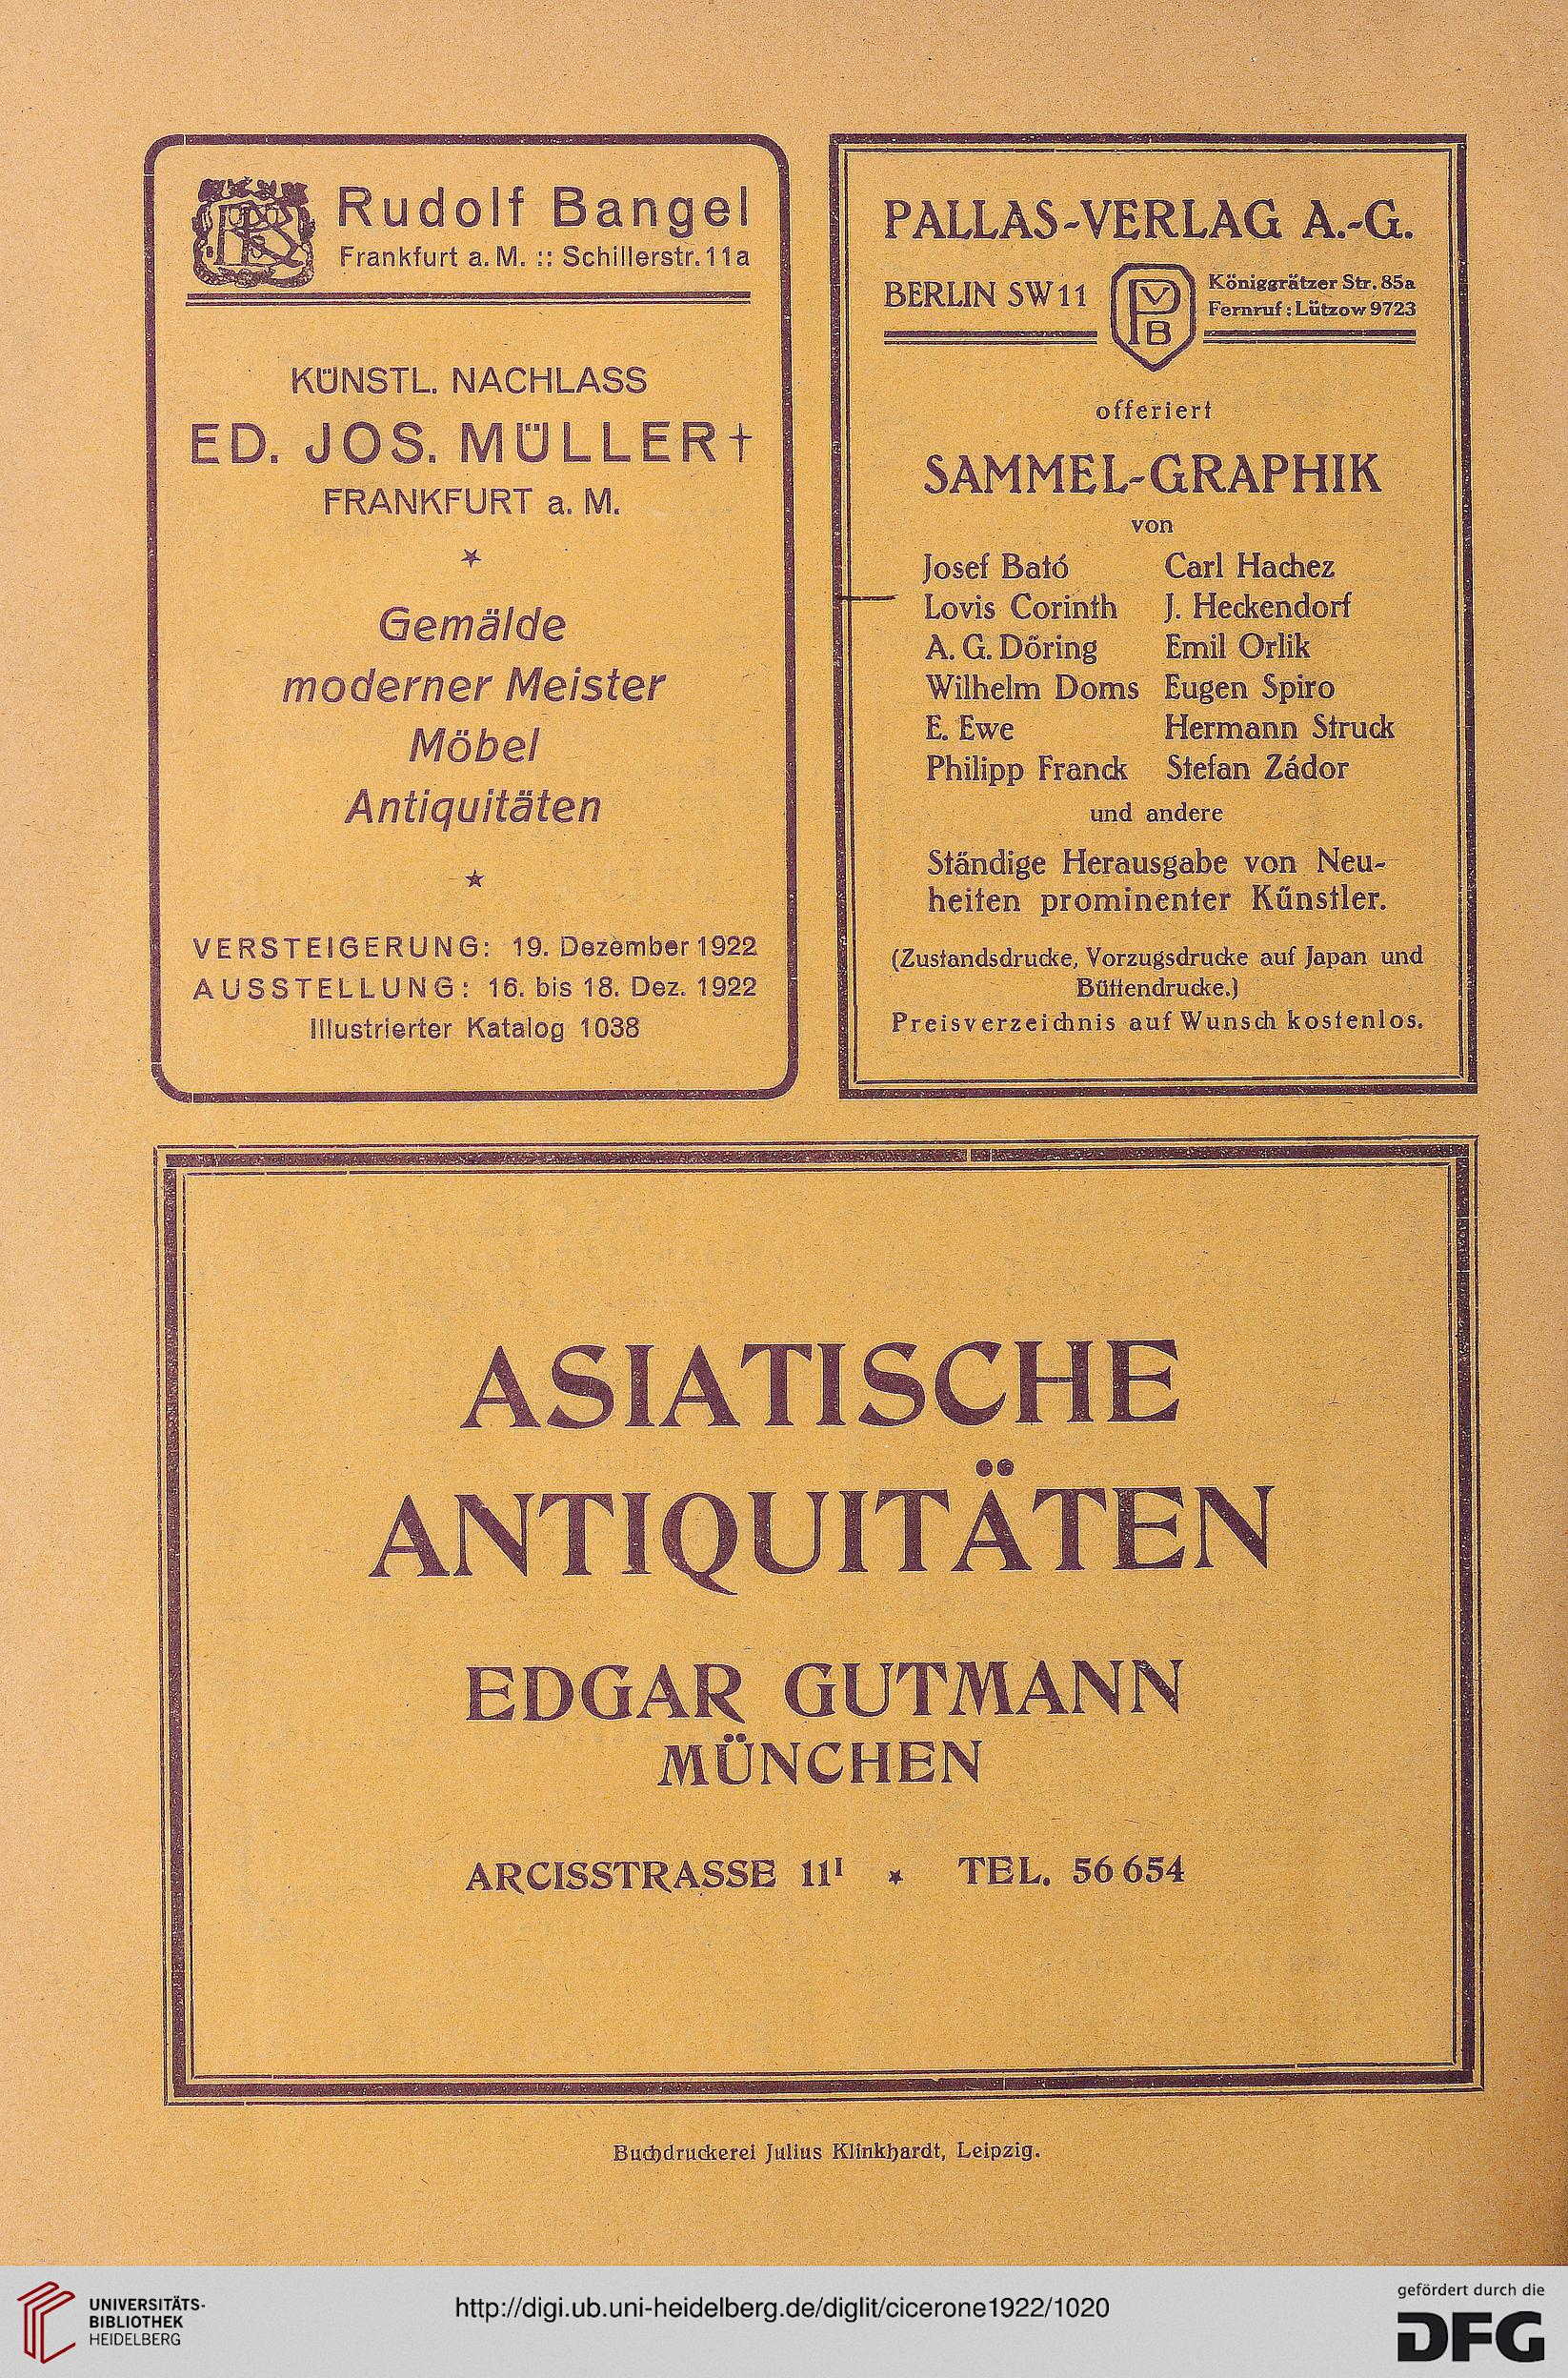 Rudolf Bangel
Frankfurt a. M. :: Schillerstr. 11a
KÜNSTL. NACHLASS
ED. JOS. MÜLLER †
FRANKFURT a. M.
Gemälde
moderner Meister
Möbel
Antiquitäten
VERSTEIGERUNG: 19. Dezember 1922
AUSSTELLUNG: 16. bis 18. Dez. 1922
Illustrierter Katalog 1038
PALLAS-VERLAG A.-G.
BERLIN SW 11
PVB
Königgrätzer Str. 85a
Fernruf: Lützow 9723
offeriert
SAMMEL-GRAPHIK
von
Josef Bató Carl Hachez
Lovis Corinth J. Heckendorf
A. G. Döring Emil Orlik
Wilhelm Doms Eugen Spiro
E. Ewe Hermann Struck
Philipp Franck Stefan Zádor
und andere
Ständige Herausgabe von Neu-
heiten prominenter Künstler.
(Zustandsdrucke, Vorzugsdrucke auf Japan und
Büttendrucke.)
Preisverzeichnis auf Wunsch kostenlos.
ASIATISCHE
ANTIQUITÄTEN
EDGAR GUTMANN
MÜNCHEN
ARCISSTRASSE 11ᴵ ⋆ TEL. 56 654
Buchdruckerei Julius Klinkhardt, Leipzig.
UNIVERSITÄTS-
BIBLIOTHEK
HEIDELBERG
http://digi.ub.uni-heidelberg.de/diglit/cicerone1922/1020
gefördert durch die
DFG